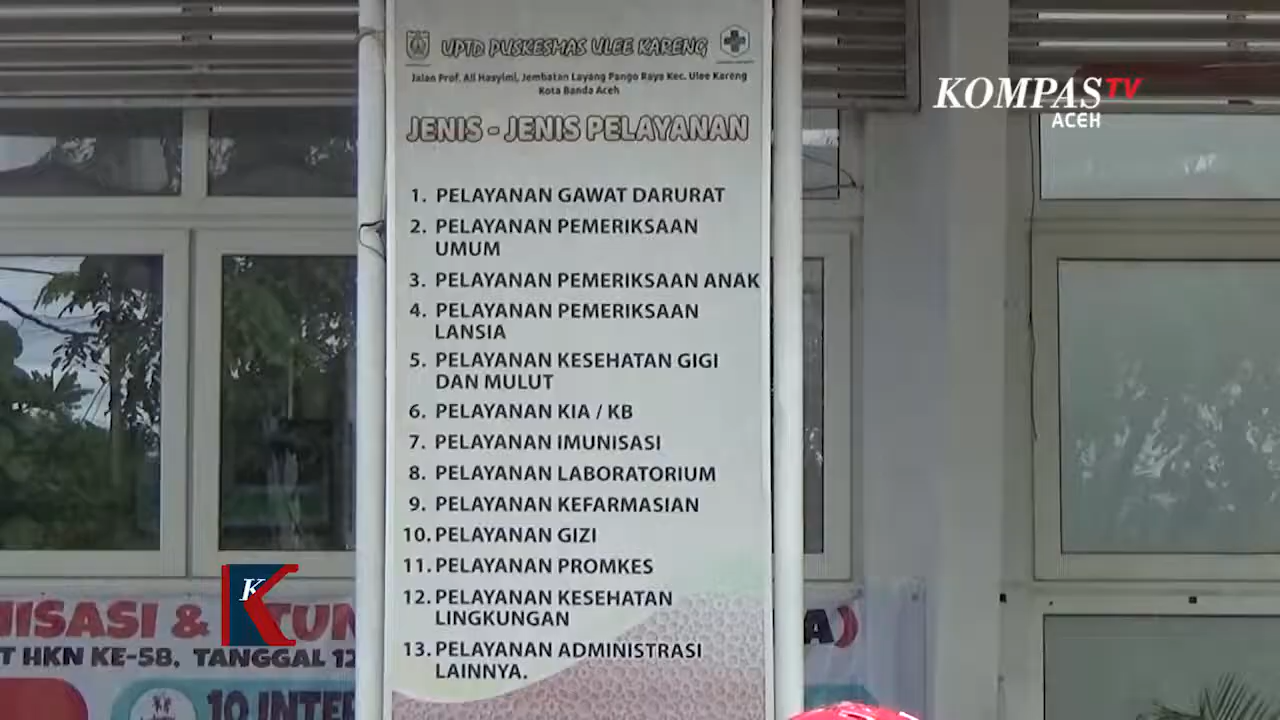 UPTD PUSKESMAS ULEE KARENG
Jalan Prof. Ali Hasyimi, Jembatan Layang Pango Raya Kec. Ulee Kareng
Kota Banda Aceh
JENIS - JENIS PELAYANAN
1. PELAYANAN GAWAT DARURAT
2. PELAYANAN PEMERIKSAAN
UMUM
3. PELAYANAN PEMERIKSAAN ANAK
4. PELAYANAN PEMERIKSAAN
LANSIA
5. PELAYANAN KESEHATAN GIGI
DAN MULUT
6. PELAYANAN KIA / KB
7. PELAYANAN IMUNISASI
8. PELAYANAN LABORATORIUM
9. PELAYANAN KEFARMASIAN
10. PELAYANAN GIZI
11. PELAYANAN PROMKES
12. PELAYANAN KESEHATAN
LINGKUNGAN
13. PELAYANAN ADMINISTRASI
LAINNYA.
KOMPAS TV
ACEH
K
&
HKN KE-58, TANGGAL 12
10